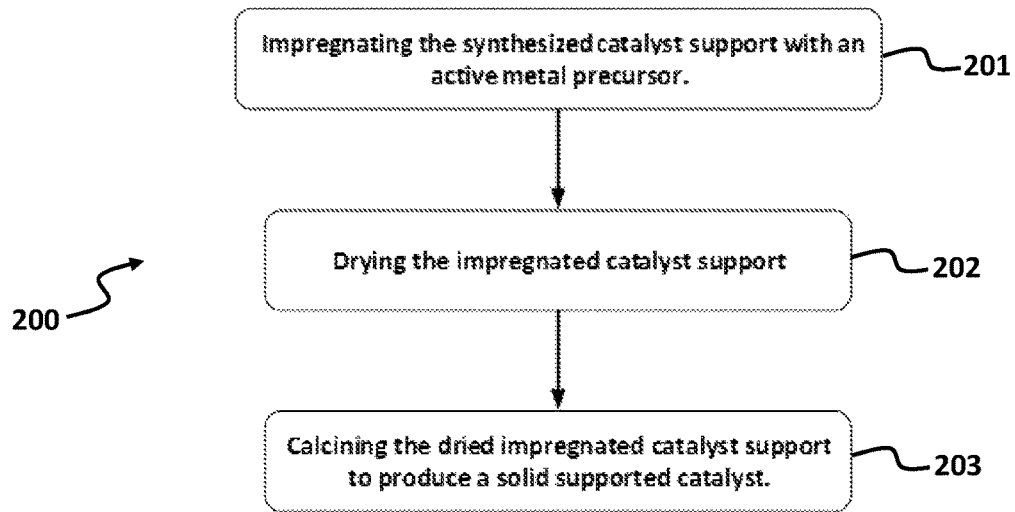 Impregnating the synthesized catalyst support with an
active metal precursor.
201
Drying the impregnated catalyst support
202
200
Calcining the dried impregnated catalyst support
to produce a solid supported catalyst.
203